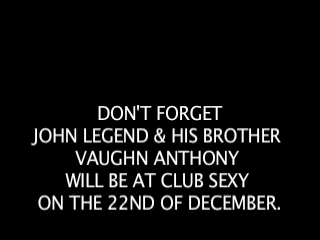 DON'T FORGET
JOHN LEGEND & HIS BROTHER
VAUGHN ANTHONY
WILL BE AT CLUB SEXY
ON THE 22ND OF DECEMBER.